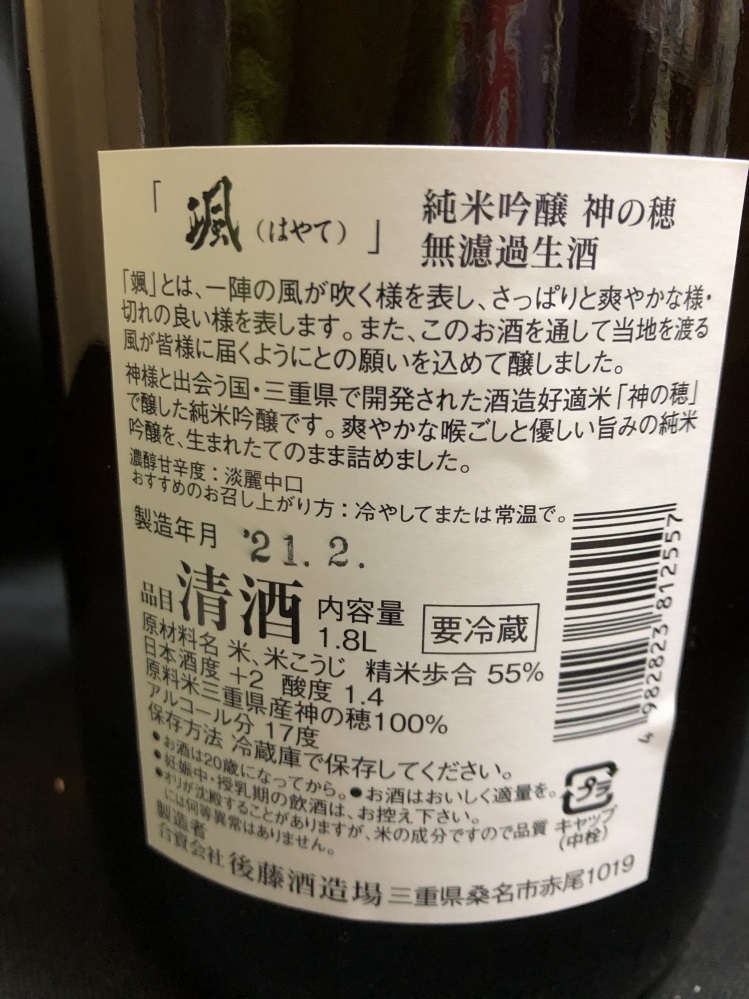 「颯（はやて）」
純米吟醸 神の穂
無濾過生酒
「颯」とは、一陣の風が吹く様を表し、さっぱりと爽やかな様・
切れの良い様を表します。また、このお酒を通して当地を渡る
風が皆様に届くようにとの願いを込めて醸しました。
神様と出会う国・三重県で開発された酒造好適米「神の穂」
で醸した純米吟醸です。爽やかな喉ごしと優しい旨みの純米
吟醸を、生まれたてのまま詰めました。
濃醇甘辛度：淡麗中口
おすすめのお召し上がり方：冷やしてまたは常温で。
製造年月 '21.2.
品目 清酒 内容量 1.8L
要冷蔵
原材料名 米、米こうじ 精米歩合 55%
日本酒度 +2 酸度 1.4
原料米三重県産神の穂100%
アルコール分 17度
保存方法 冷蔵庫で保存してください。
●お酒は20歳になってから。●お酒はおいしく適量を。
●妊娠中・授乳期の飲酒は、お控え下さい。
●オリが沈殿することがありますが、米の成分ですので品質
には何等異常はありません。
プラ
キャップ
（中栓）
製造者
合資会社 後藤酒造場 三重県桑名市赤尾1019
4 982823 812557